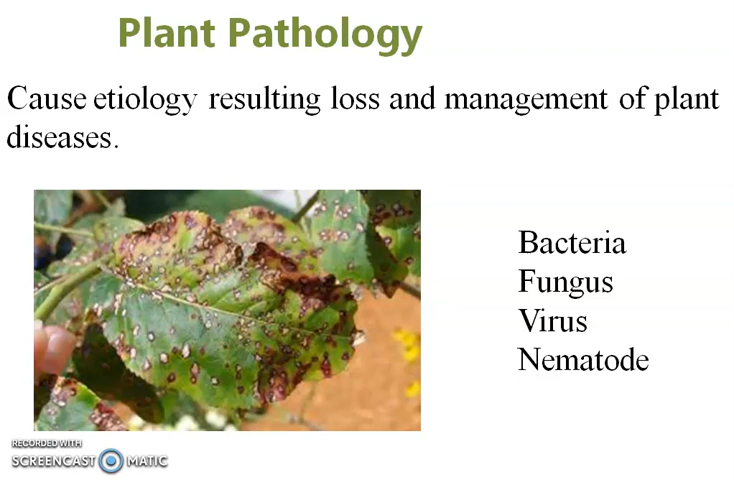 Plant Pathology
Cause etiology resulting loss and management of plant
diseases.
Bacteria
Fungus
Virus
Nematode
RECORDED WITH
SCREENCAST MATIC